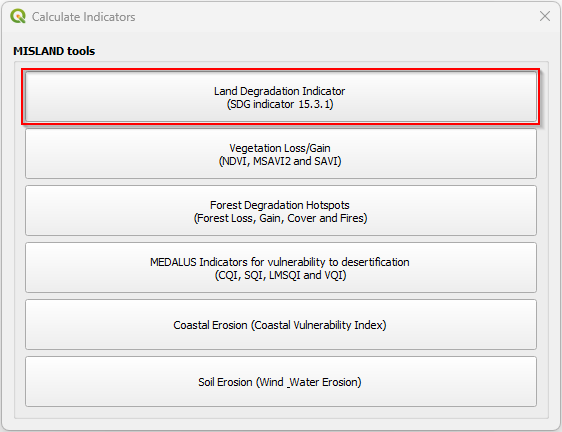 Calculate Indicators
MISLAND tools
Land Degradation Indicator
(SDG indicator 15.3.1)
Vegetation Loss/Gain
(NDVI, MSAVI2 and SAVI)
Forest Degradation Hotspots
(Forest Loss, Gain, Cover and Fires)
MEDALUS Indicators for vulnerability to desertification
(CQI, SQI, LMSQI and VQI)
Coastal Erosion (Coastal Vulnerability Index)
Soil Erosion (Wind _Water Erosion)